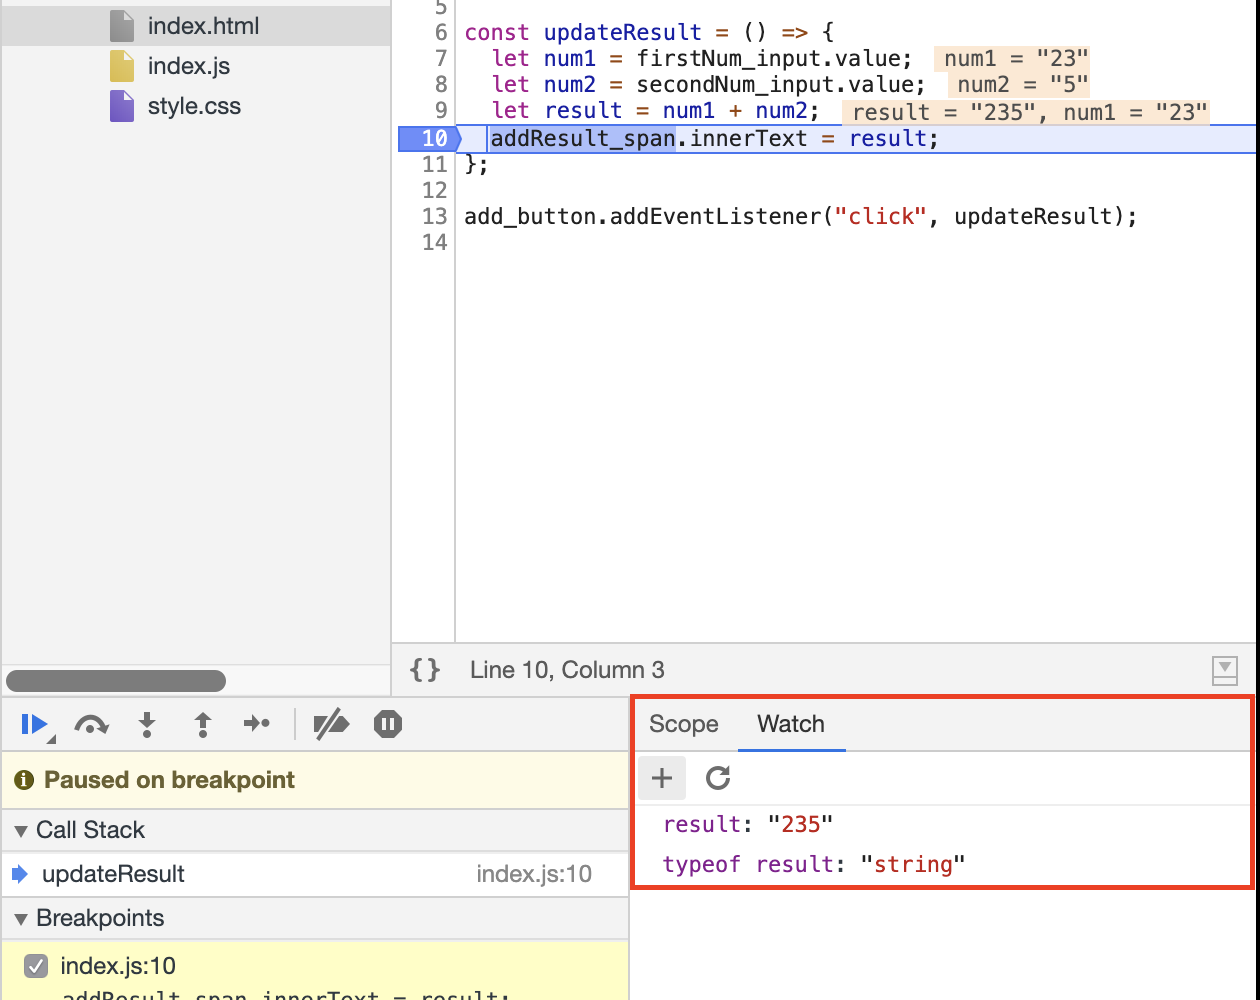 index.html
index.js
style.css
5
6 const updateResult = () => {
7 let num1 = firstNum_input.value; num1 = "23"
8 let num2 = secondNum_input.value; num2 = "5"
9 let result = num1 + num2; result = "235", num1 = "23"
10 addResult_span.innerText = result;
11 };
12
13 add_button.addEventListener("click", updateResult);
14
{} Line 10, Column 3
Paused on breakpoint
Call Stack
updateResult index.js:10
Breakpoints
index.js:10
addResult_span.innerText = result;
Scope Watch
result: "235"
typeof result: "string"